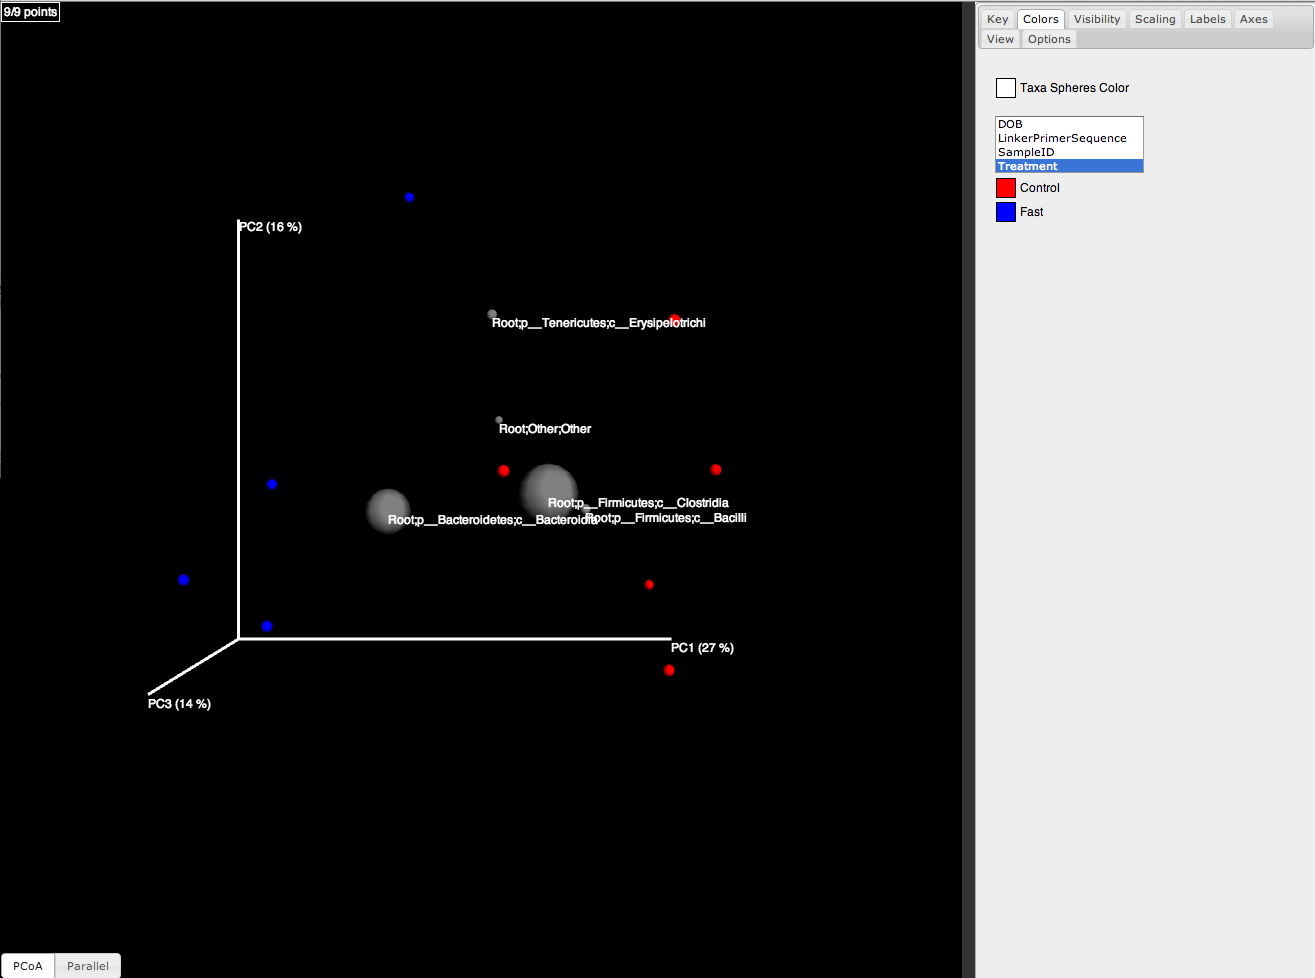 9/9 points
Key Colors Visibility Scaling Labels Axes
View Options
Taxa Spheres Color
DOB
LinkerPrimerSequence
SampleID
Treatment
Control
Fast
PC2 (16 %)
Root;p__Tenericutes;c__Erysipelotrichi
Root;Other;Other
Root;p__Firmicutes;c__Clostridia
Root;p__Bacteroidetes;c__Bacteroidia
Root;p__Firmicutes;c__Bacilli
PC1 (27 %)
PC3 (14 %)
PCoA Parallel